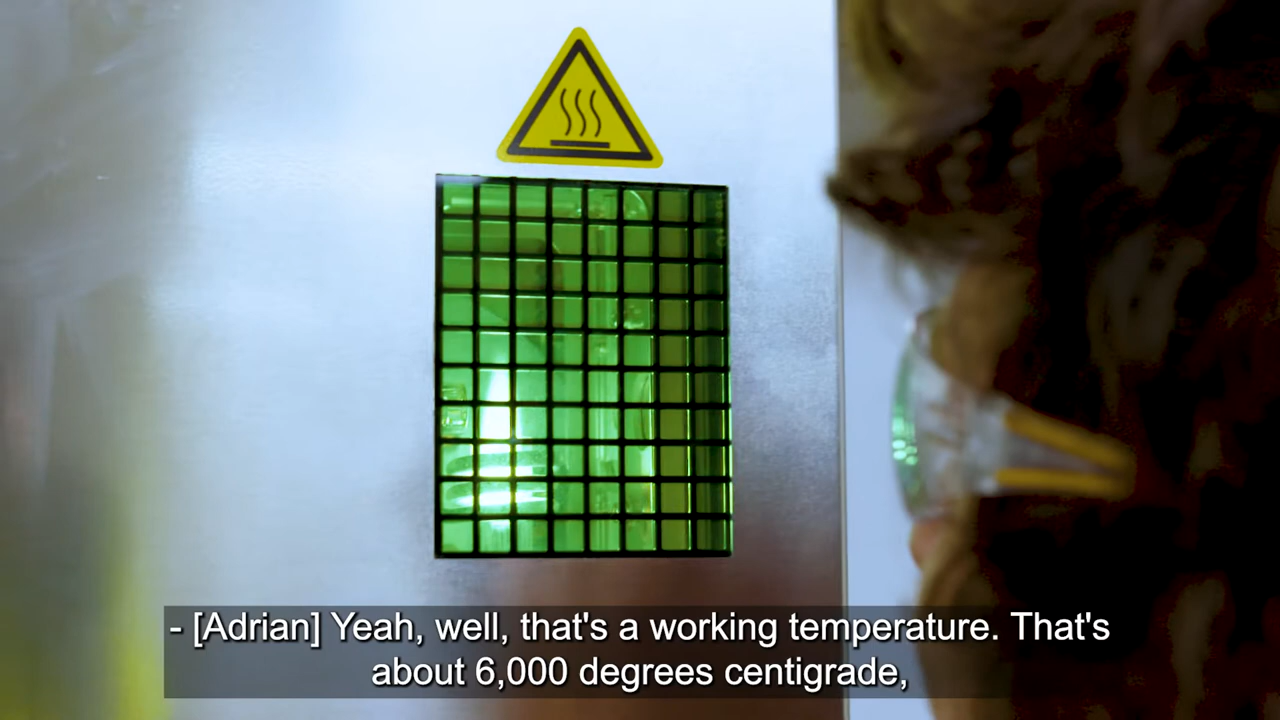 - [Adrian] Yeah, well, that's a working temperature. That's
about 6,000 degrees centigrade,